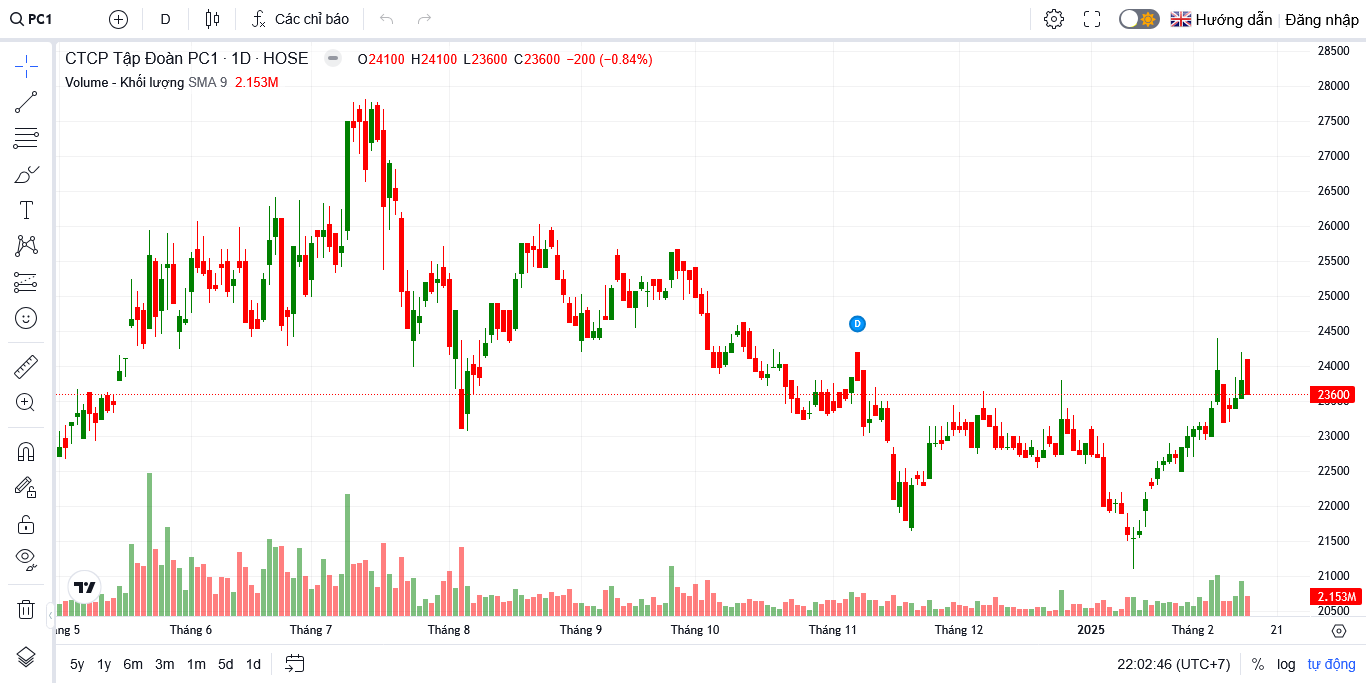 PC1 D Các chỉ báo Hướng dẫn Đăng nhập
CTCP Tập Đoàn PC1 · 1D · HOSE O24100 H24100 L23600 C23600 −200 (−0.84%)
Volume - Khối lượng SMA 9 2.153M
28500
28000
27500
27000
26500
26000
25500
25000
24500
D
24000
23600
23000
22500
22000
21500
21000
2.153M
20500
ng 5 Tháng 6 Tháng 7 Tháng 8 Tháng 9 Tháng 10 Tháng 11 Tháng 12 2025 Tháng 2 21
5y 1y 6m 3m 1m 5d 1d 22:02:46 (UTC+7) % log tự động